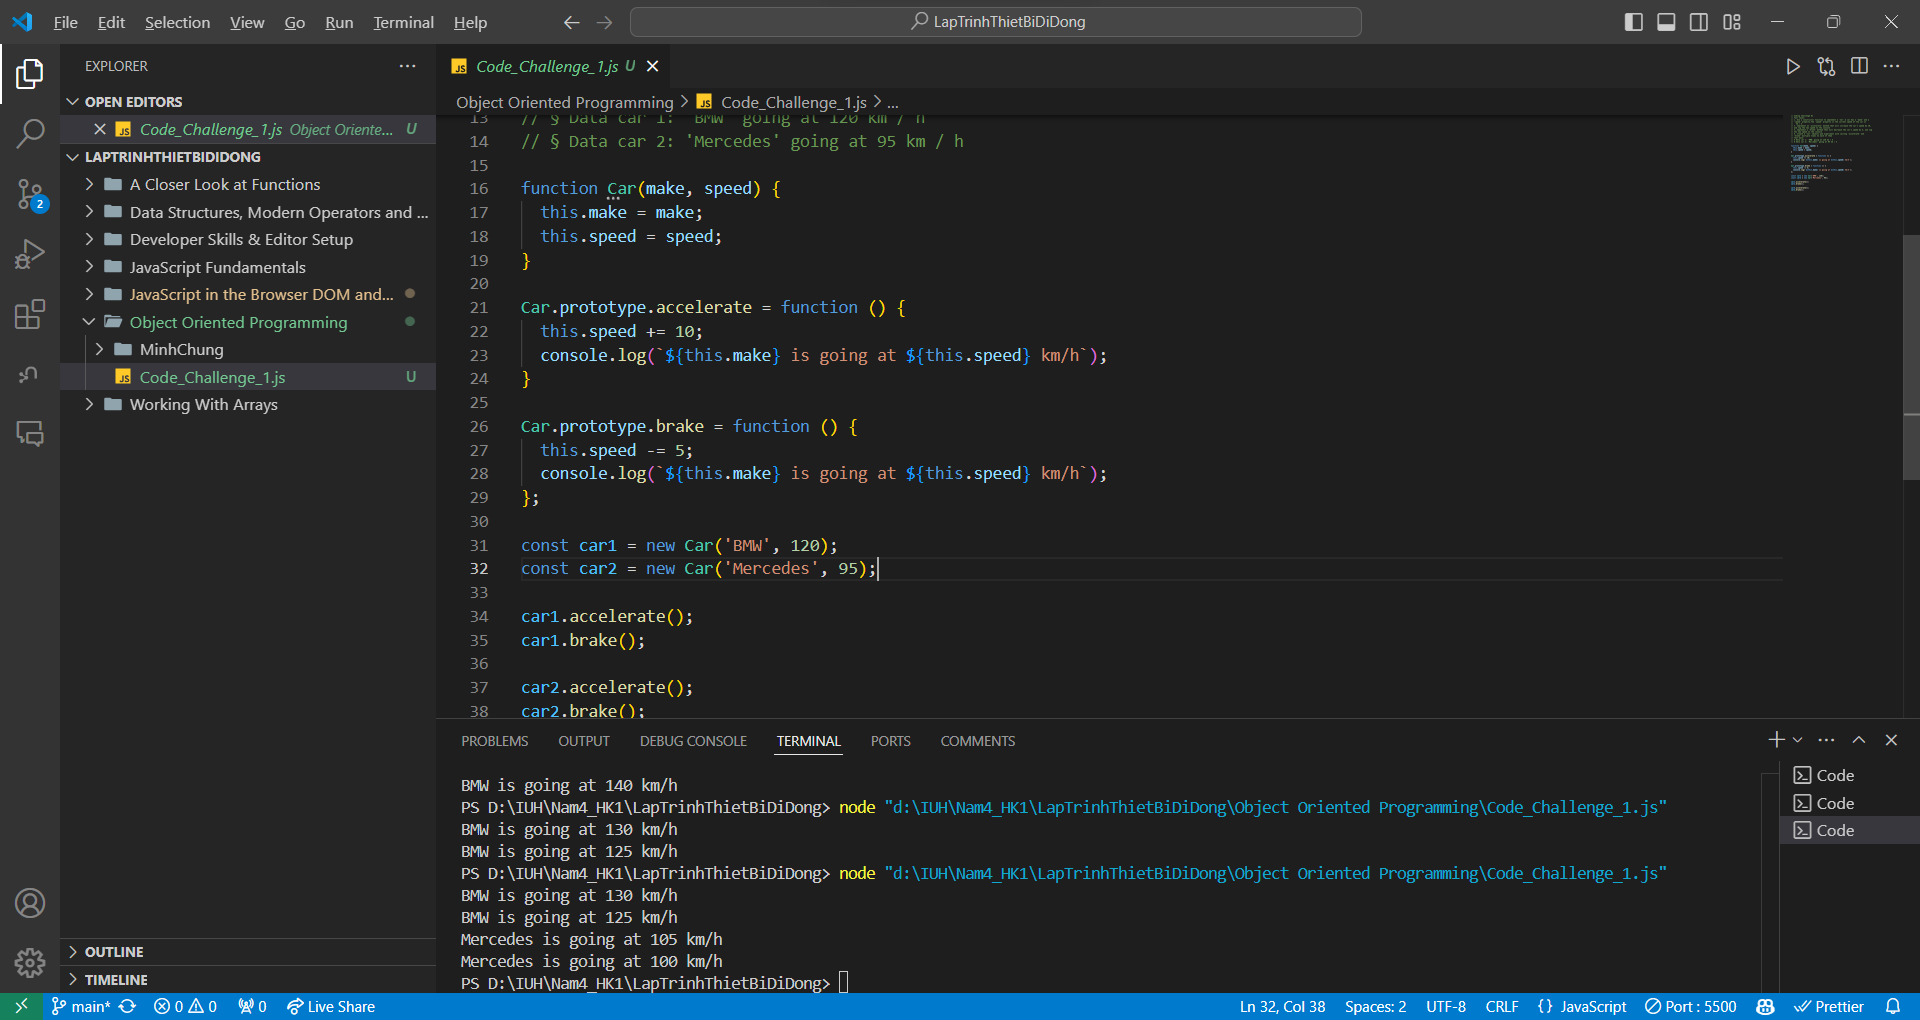 File Edit Selection View Go Run Terminal Help
LapTrinhThietBiDiDong
EXPLORER
OPEN EDITORS
JS Code_Challenge_1.js Object Oriente... U
LAPTRINHTHIETBIDIDONG
A Closer Look at Functions
Data Structures, Modern Operators and ...
Developer Skills & Editor Setup
JavaScript Fundamentals
JavaScript in the Browser DOM and...
Object Oriented Programming
MinhChung
JS Code_Challenge_1.js U
Working With Arrays
2
OUTLINE
TIMELINE
JS Code_Challenge_1.js U
Object Oriented Programming > JS Code_Challenge_1.js > ...
13 // § Data car 1: 'BMW' going at 120 km / h
14 // § Data car 2: 'Mercedes' going at 95 km / h
15
16 function Car(make, speed) {
17 this.make = make;
18 this.speed = speed;
19 }
20
21 Car.prototype.accelerate = function () {
22 this.speed += 10;
23 console.log(`${this.make} is going at ${this.speed} km/h`);
24 }
25
26 Car.prototype.brake = function () {
27 this.speed -= 5;
28 console.log(`${this.make} is going at ${this.speed} km/h`);
29 };
30
31 const car1 = new Car('BMW', 120);
32 const car2 = new Car('Mercedes', 95);
33
34 car1.accelerate();
35 car1.brake();
36
37 car2.accelerate();
38 car2.brake();
PROBLEMS OUTPUT DEBUG CONSOLE TERMINAL PORTS COMMENTS
BMW is going at 140 km/h
PS D:\IUH\Nam4_HK1\LapTrinhThietBiDiDong> node "d:\IUH\Nam4_HK1\LapTrinhThietBiDiDong\Object Oriented Programming\Code_Challenge_1.js"
BMW is going at 130 km/h
BMW is going at 125 km/h
PS D:\IUH\Nam4_HK1\LapTrinhThietBiDiDong> node "d:\IUH\Nam4_HK1\LapTrinhThietBiDiDong\Object Oriented Programming\Code_Challenge_1.js"
BMW is going at 130 km/h
BMW is going at 125 km/h
Mercedes is going at 105 km/h
Mercedes is going at 100 km/h
PS D:\IUH\Nam4_HK1\LapTrinhThietBiDiDong>
Code
Code
Code
main* 0 0 0 Live Share Ln 32, Col 38 Spaces: 2 UTF-8 CRLF {} JavaScript Port : 5500 Prettier